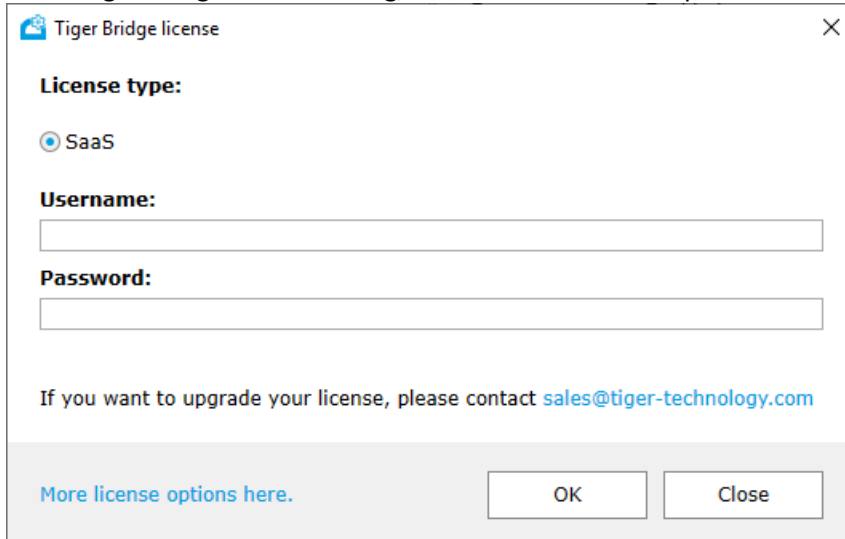 Tiger Bridge license
License type:
SaaS
Username:
Password:
If you want to upgrade your license, please contact sales@tiger-technology.com
More license options here.
OK
Close